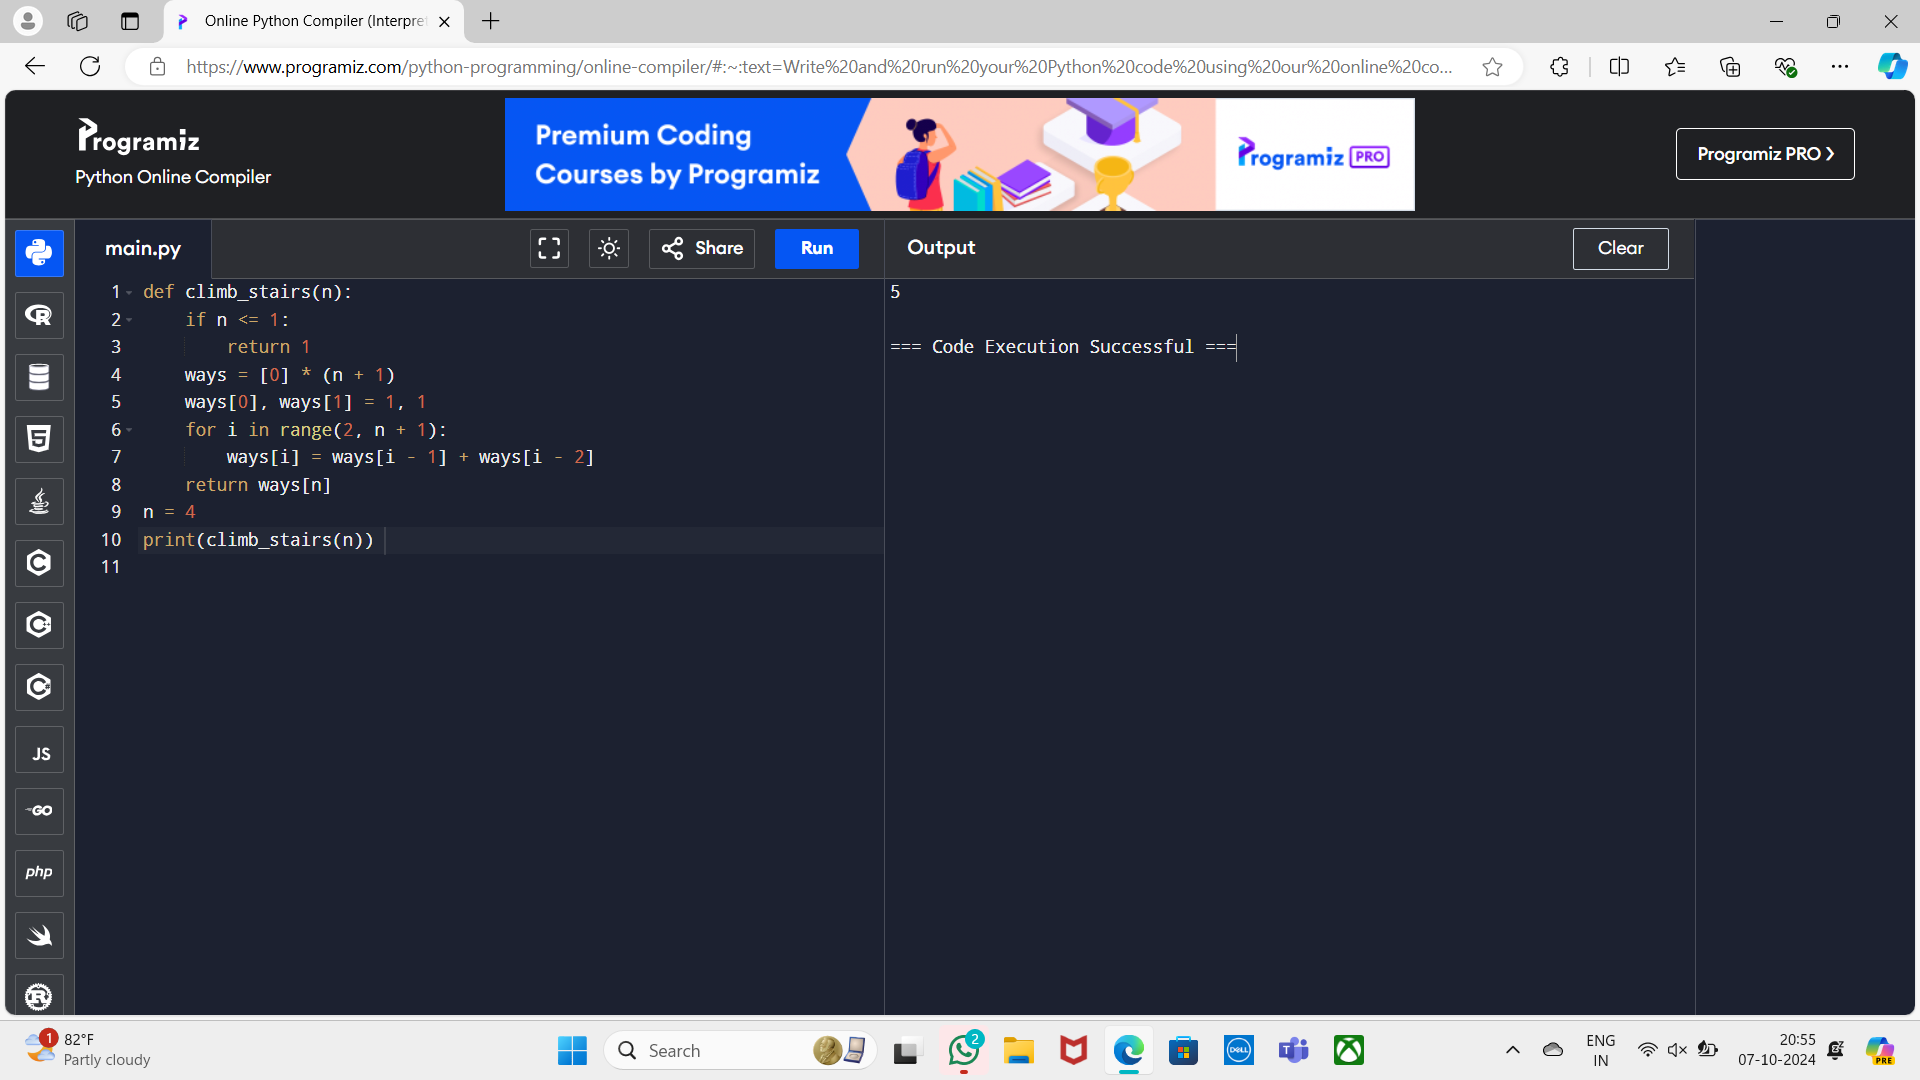 Online Python Compiler (Interpre
https://www.programiz.com/python-programming/online-compiler/#:~:text=Write%20and%20run%20your%20Python%20code%20using%20our%20online%20co...
Programiz
Python Online Compiler
Premium Coding
Courses by Programiz
Programiz PRO
Programiz PRO
main.py
Share
Run
Output
Clear
1 def climb_stairs(n):
2     if n <= 1:
3         return 1
4     ways = [0] * (n + 1)
5     ways[0], ways[1] = 1, 1
6     for i in range(2, n + 1):
7         ways[i] = ways[i - 1] + ways[i - 2]
8     return ways[n]
9 n = 4
10 print(climb_stairs(n))
11
5
=== Code Execution Successful ===
R
5
C
C
C
JS
GO
php
R
1
82°F
Partly cloudy
Search
2
DELL
ENG
IN
20:55
07-10-2024
PRE